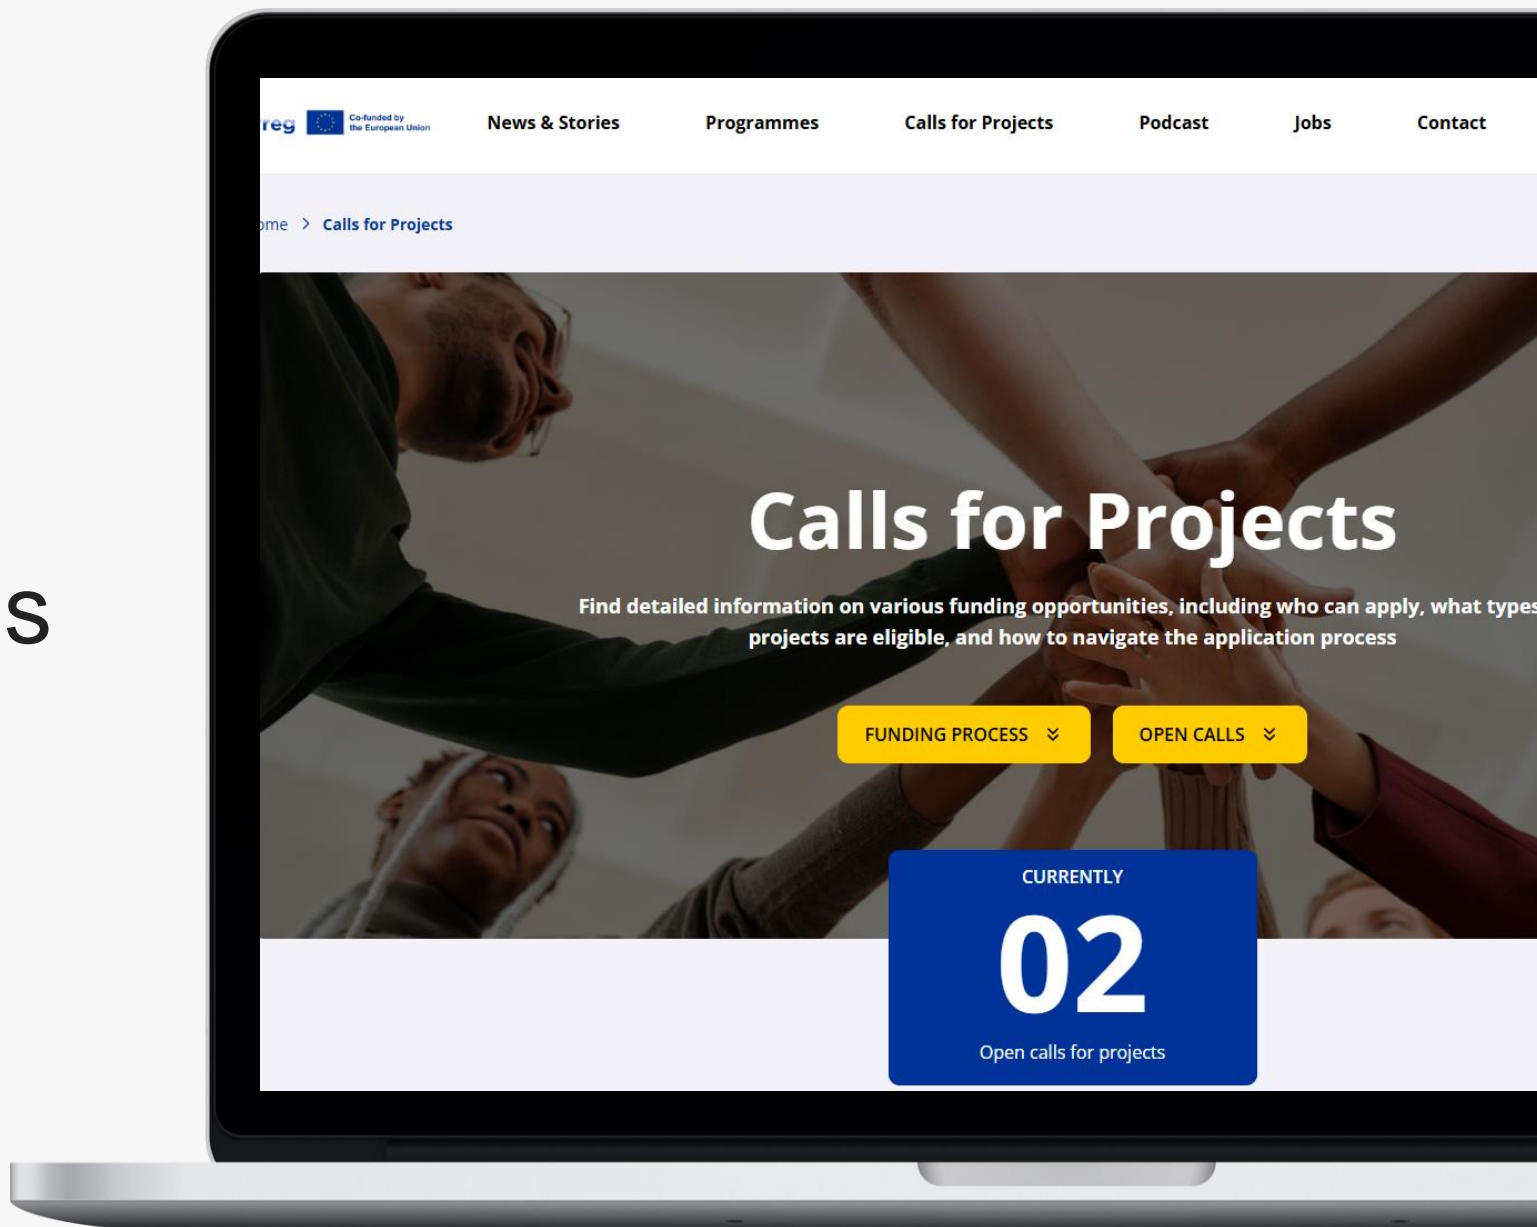 s
reg
Co-funded by
the European Union
News & Stories
Programmes
Calls for Projects
Podcast
Jobs
Contact
ome > Calls for Projects
Calls for Projects
Find detailed information on various funding opportunities, including who can apply, what types
projects are eligible, and how to navigate the application process
FUNDING PROCESS
OPEN CALLS
CURRENTLY
02
Open calls for projects